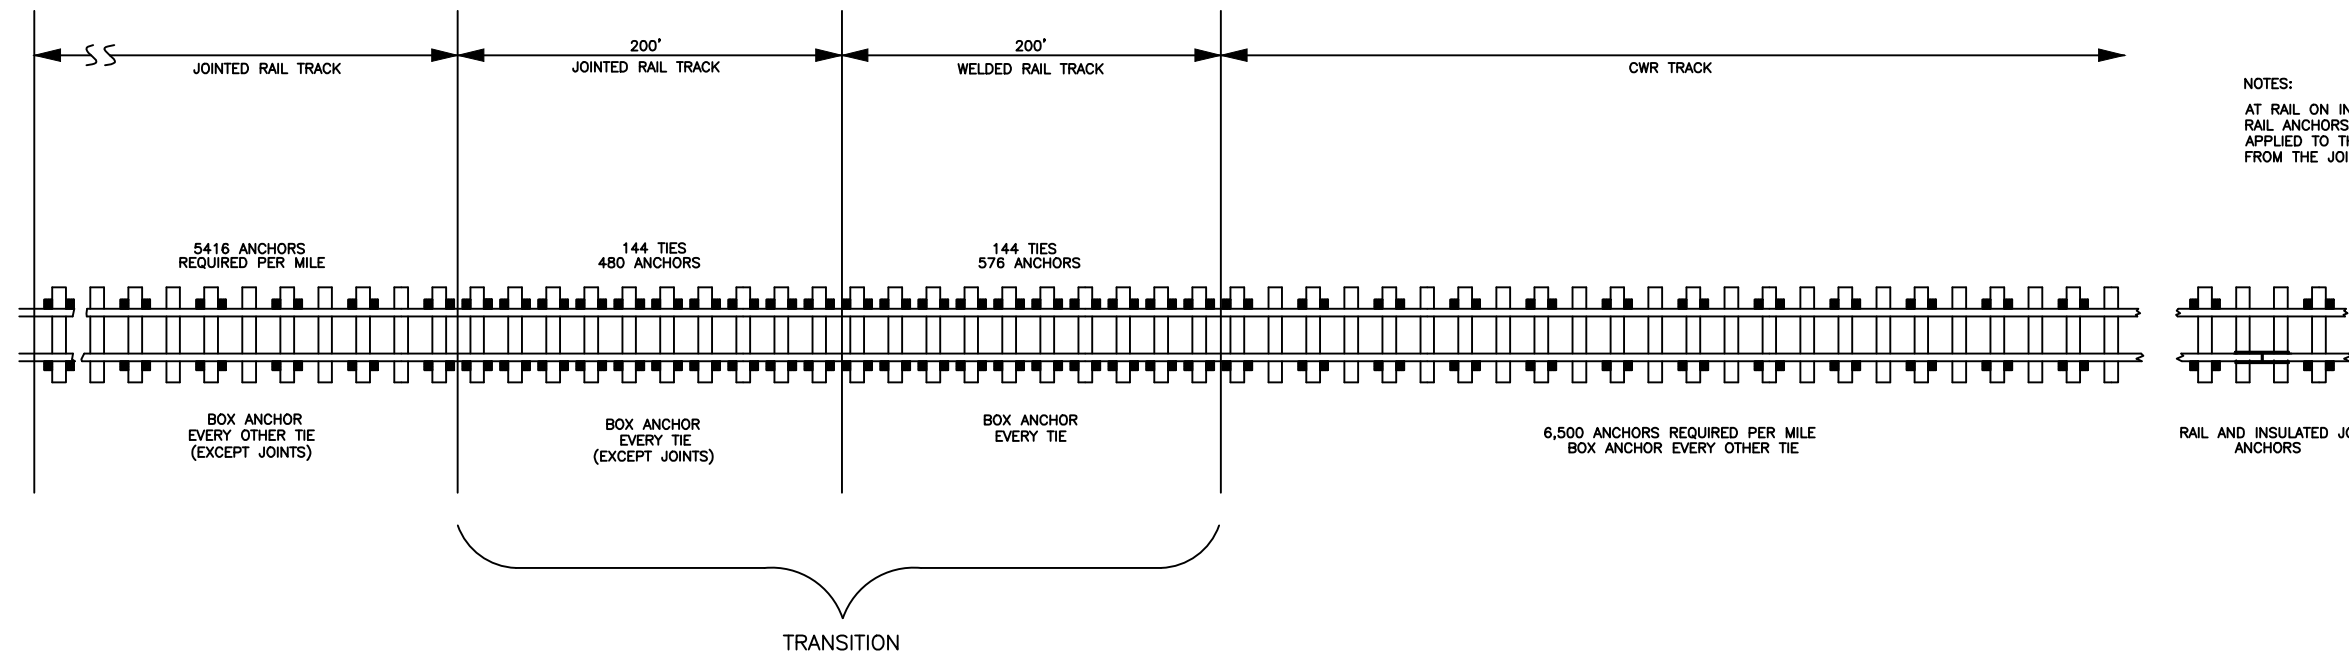 200'
JOINTED RAIL TRACK
JOINTED RAIL TRACK
200'
WELDED RAIL TRACK
CWR TRACK
NOTES:
AT RAIL ON
RAIL ANCHORS
APPLIED TO
FROM THE
5416 ANCHORS
REQUIRED PER MILE
144 TIES
480 ANCHORS
144 TIES
576 ANCHORS
BOX ANCHOR
EVERY OTHER TIE
(EXCEPT JOINTS)
BOX ANCHOR
EVERY TIE
(EXCEPT JOINTS)
BOX ANCHOR
EVERY TIE
6,500 ANCHORS REQUIRED PER MILE
BOX ANCHOR EVERY OTHER TIE
RAIL AND INSULATED
ANCHORS
TRANSITION